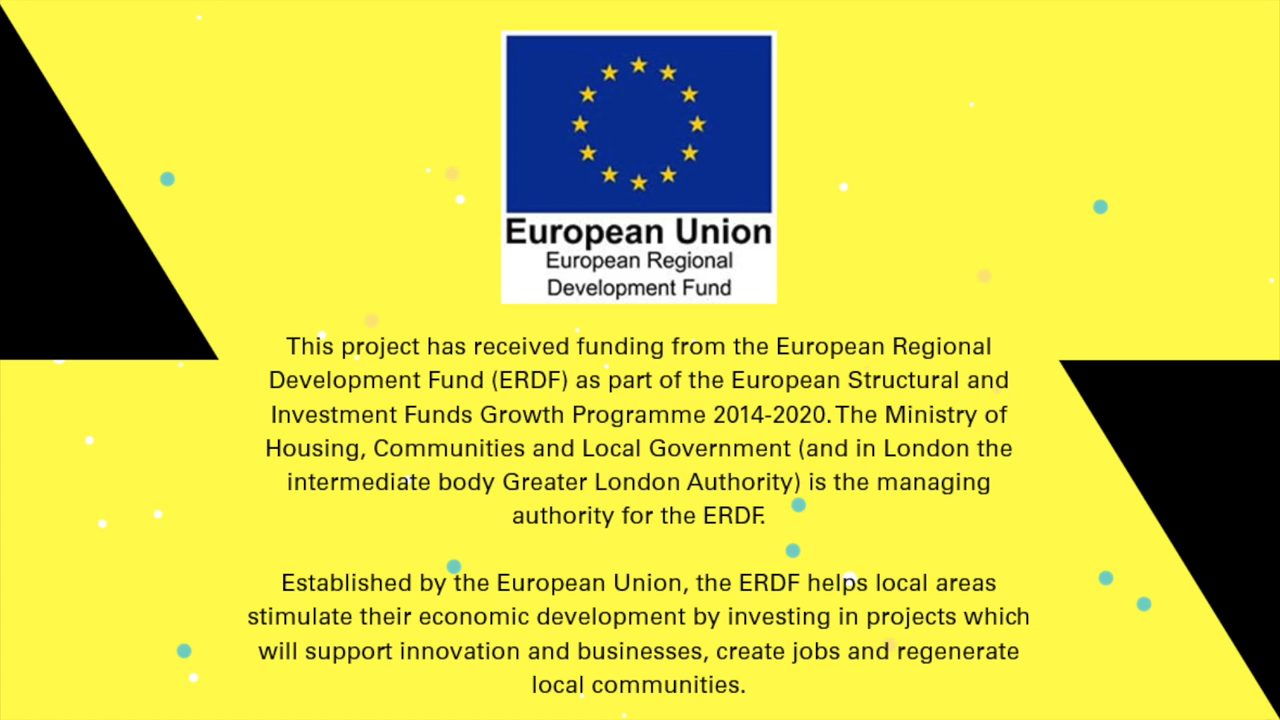 European Union
European Regional
Development Fund
This project has received funding from the European Regional
Development Fund (ERDF) as part of the European Structural and
Investment Funds Growth Programme 2014-2020. The Ministry of
Housing, Communities and Local Government (and in London the
intermediate body Greater London Authority) is the managing
authority for the ERDF.
Established by the European Union, the ERDF helps local areas
stimulate their economic development by investing in projects which
will support innovation and businesses, create jobs and regenerate
local communities.